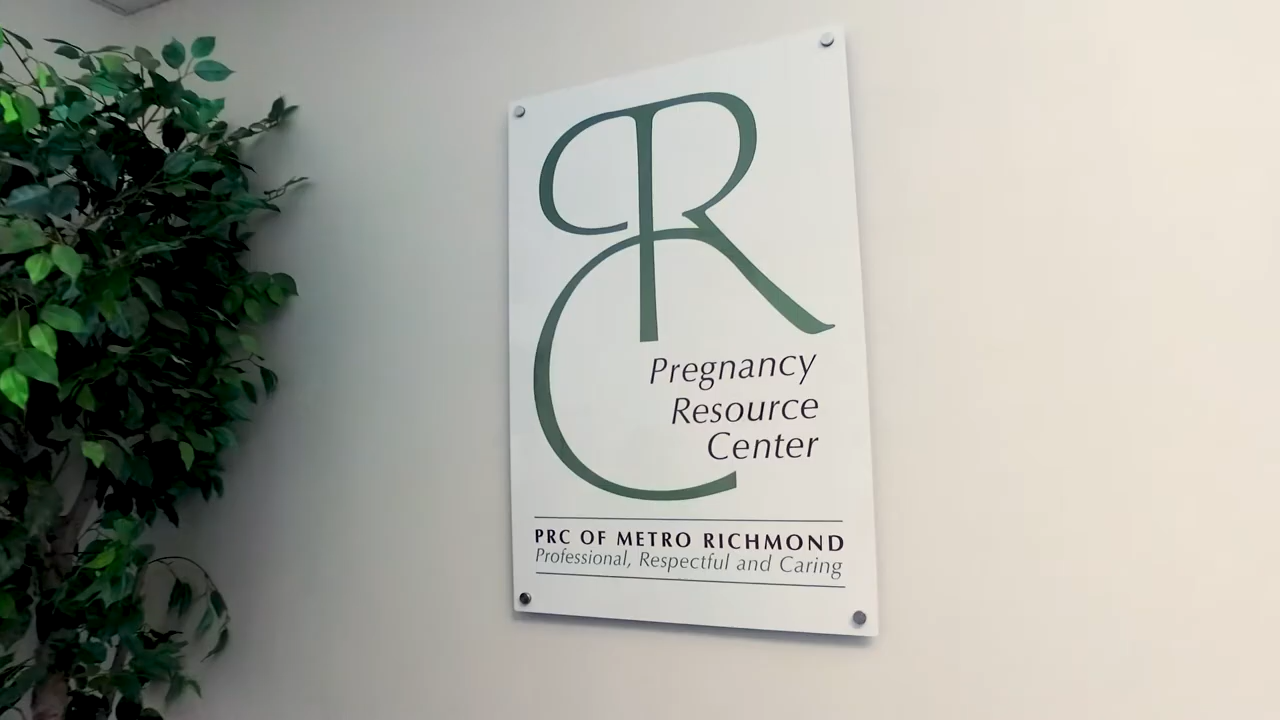 PRC
Pregnancy
Resource
Center
PRC OF METRO RICHMOND
Professional, Respectful and Caring